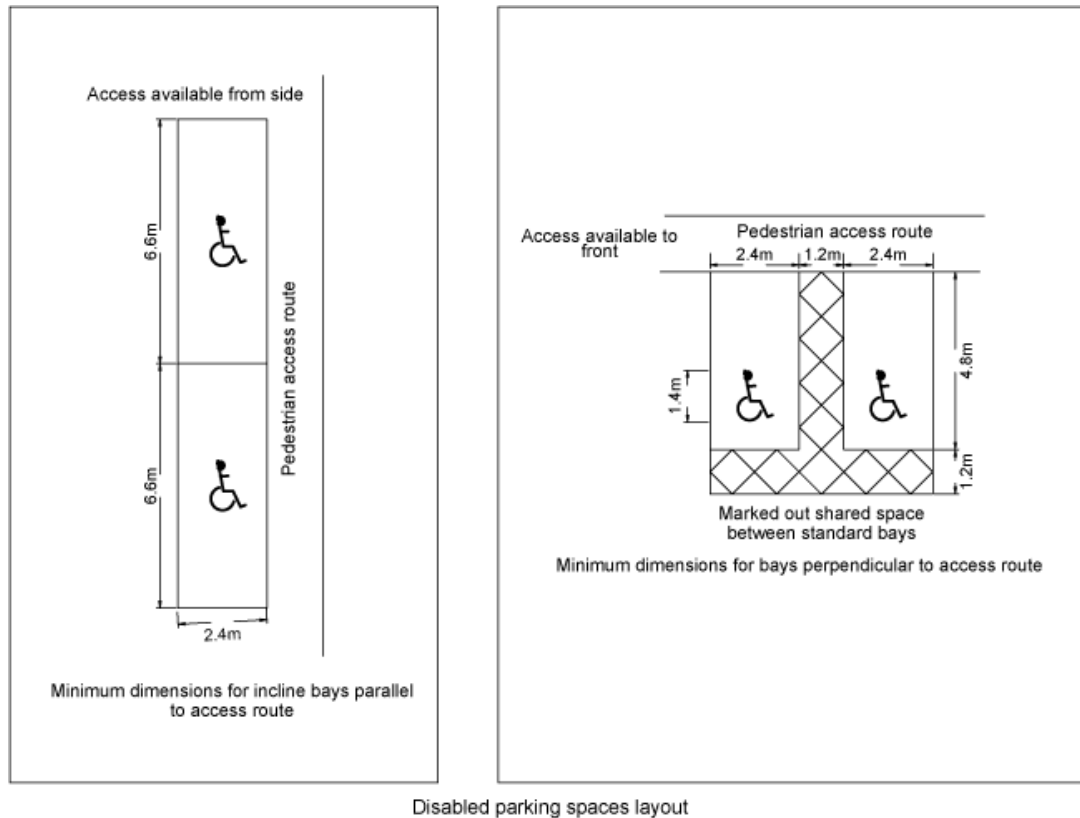 Access available from side
6.6m
Pedestrian access route
6.6m
2.4m
Minimum dimensions for incline bays parallel
to access route
Pedestrian access route
Access available to
front
2.4m
1.2m
2.4m
4.8m
1.4m
1.2m
Marked out shared space
between standard bays
Minimum dimensions for bays perpendicular to access route
Disabled parking spaces layout